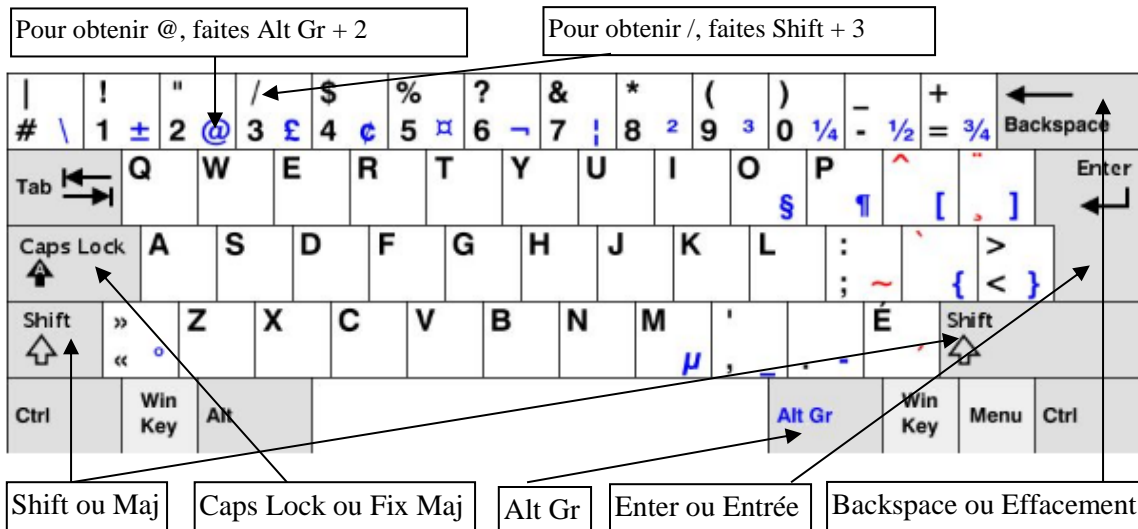 Pour obtenir @, faites Alt Gr + 2 Pour obtenir /, faites Shift + 3
| ! " / $ % ? & * ( ) _ +
# \ 1 ± 2 @ 3 £ 4 ¢ 5 ¤ 6 ¬ 7 ¦ 8 ² 9 ³ 0 ¼ - ½ = ¾ Backspace
Tab Q W E R T Y U I O P ^ ¨ Enter
§ ¶ [ ¸ ]
Caps Lock A S D F G H J K L : ` >
A ; ~ { < }
Shift » Z X C V B N M ' É Shift
« ° µ , _ . - ´
Ctrl Win Key Alt Alt Gr Win Key Menu Ctrl
Shift ou Maj Caps Lock ou Fix Maj Alt Gr Enter ou Entrée Backspace ou Effacement